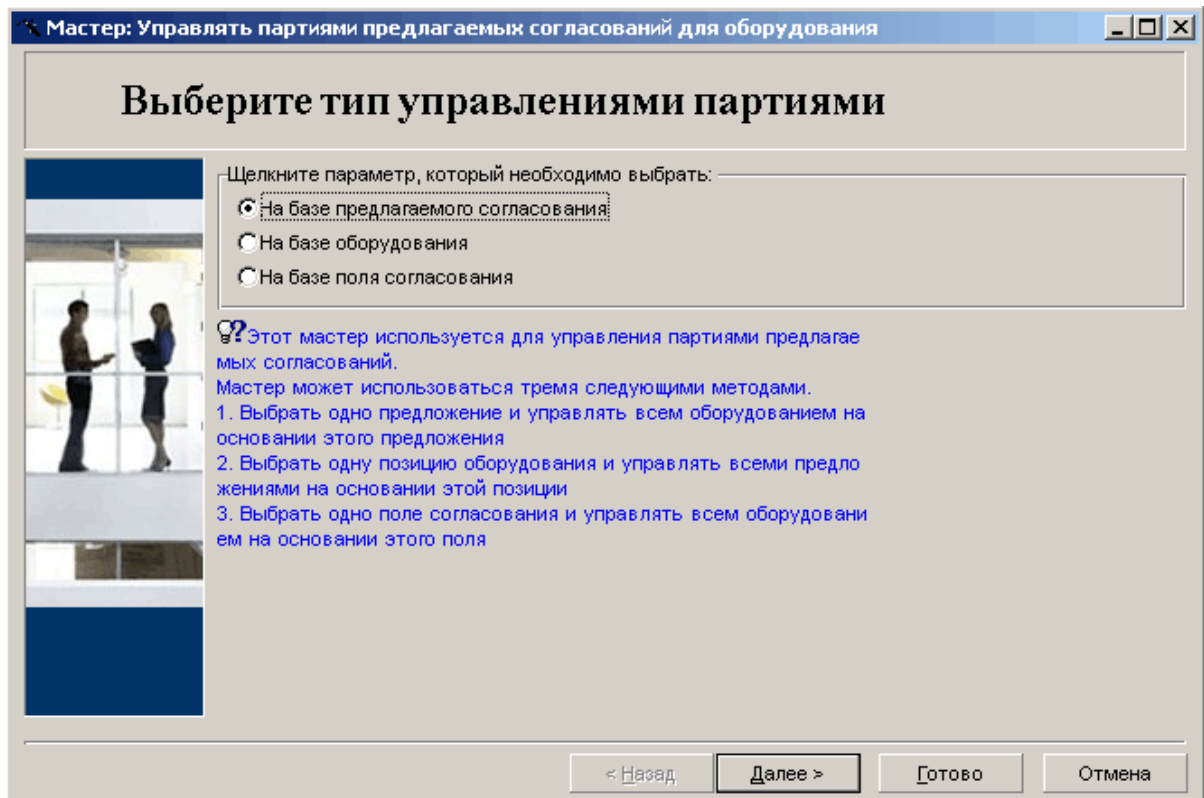 Мастер: Управлять партиями предлагаемых согласований для оборудования
Выберите тип управлениями партиями
Щелкните параметр, который необходимо выбрать:
На базе предлагаемого согласования
На базе оборудования
На базе поля согласования
Этот мастер используется для управления партиями предлагае
мых согласований.
Мастер может использоваться тремя следующими методами.
1. Выбрать одно предложение и управлять всем оборудованием на
основании этого предложения
2. Выбрать одну позицию оборудования и управлять всеми предло
жениями на основании этой позиции
3. Выбрать одно поле согласования и управлять всем оборудовани
ем на основании этого поля
< Назад
Далее >
Готово
Отмена